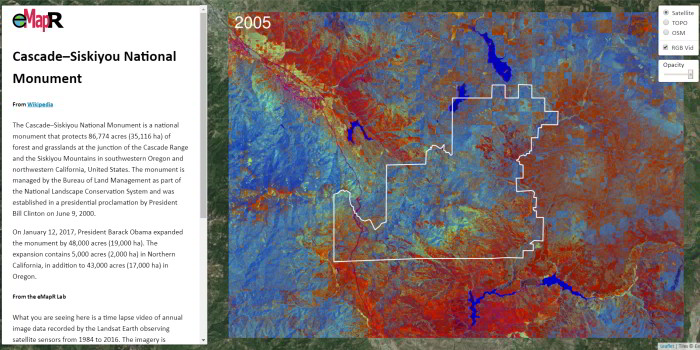 eMapR
Cascade–Siskiyou National
Monument
From Wikipedia
The Cascade–Siskiyou National Monument is a national
monument that protects 86,774 acres (35,116 ha) of
forest and grasslands at the junction of the Cascade Range
and the Siskiyou Mountains in southwestern Oregon and
northwestern California, United States. The monument is
managed by the Bureau of Land Management as part of
the National Landscape Conservation System and was
established in a presidential proclamation by President
Bill Clinton on June 9, 2000.
On January 12, 2017, President Barack Obama expanded
the monument by 48,000 acres (19,000 ha). The
expansion contains 5,000 acres (2,000 ha) in Northern
California, in addition to 43,000 acres (17,000 ha) in
Oregon.
From the eMapR Lab
What you are seeing here is a time lapse video of annual
image data recorded by the Landsat Earth observing
satellite sensors from 1984 to 2016. The imagery is
2005
Satellite
TOPO
OSM
RGB Vid
Opacity
Leaflet | Tiles ©